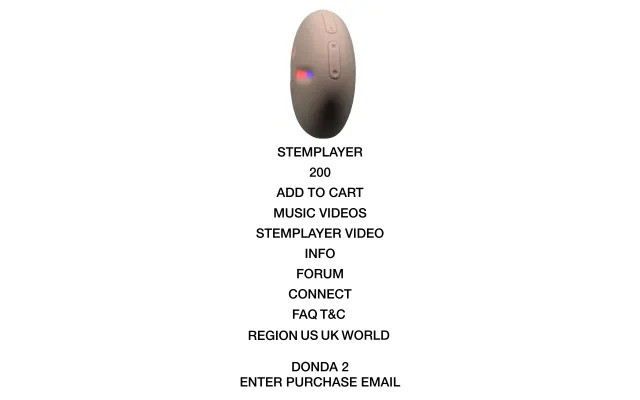 STEMPLAYER
200
ADD TO CART
MUSIC VIDEOS
STEMPLAYER VIDEO
INFO
FORUM
CONNECT
FAQ T&C
REGION US UK WORLD
DONDA 2
ENTER PURCHASE EMAIL